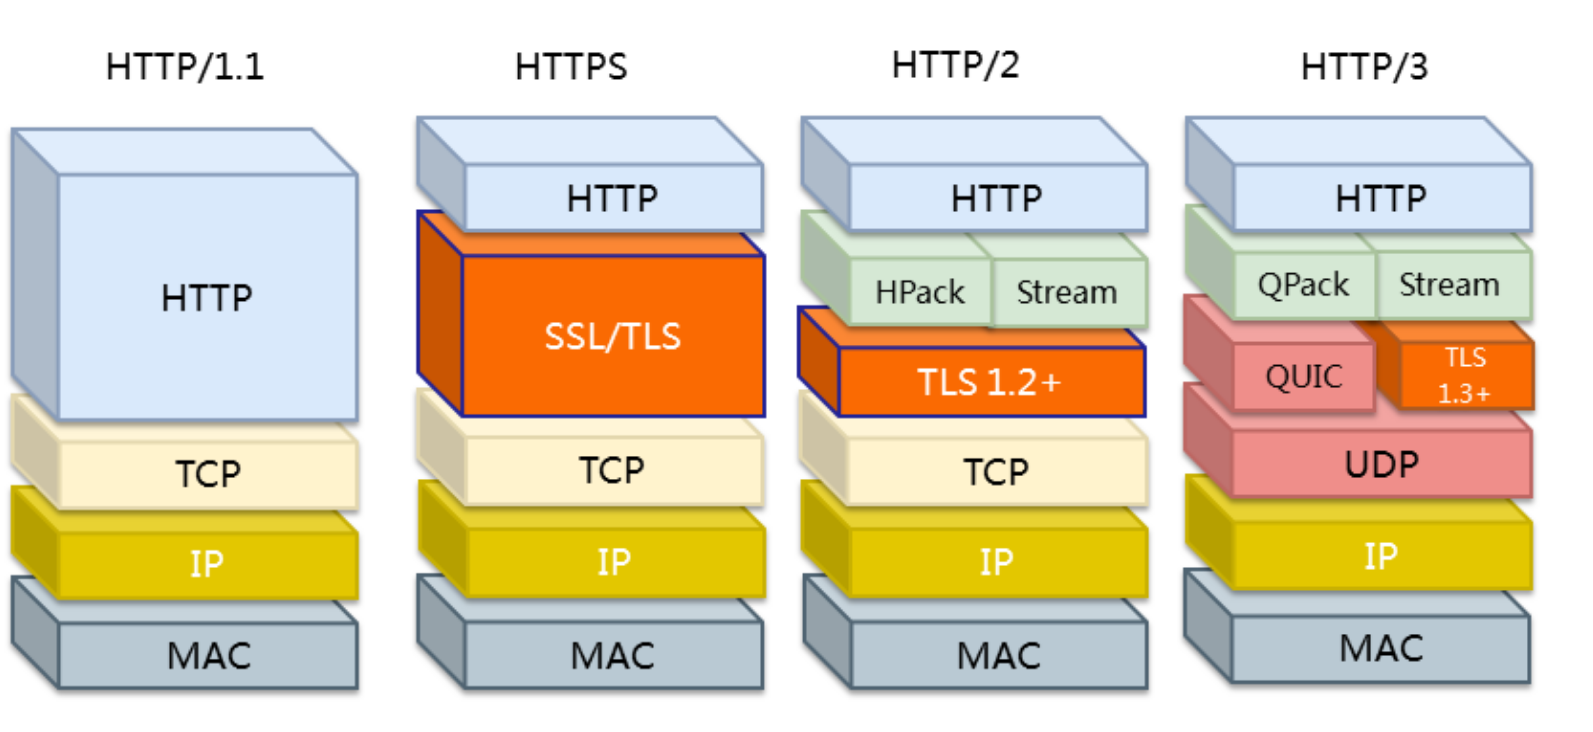 HTTP/1.1
HTTPS
HTTP/2
HTTP/3
HTTP
TCP
IP
MAC
HTTP
SSL/TLS
TCP
IP
MAC
HTTP
HPack
Stream
TLS 1.2+
TCP
IP
MAC
HTTP
QPack
Stream
QUIC
TLS
1.3+
UDP
IP
MAC